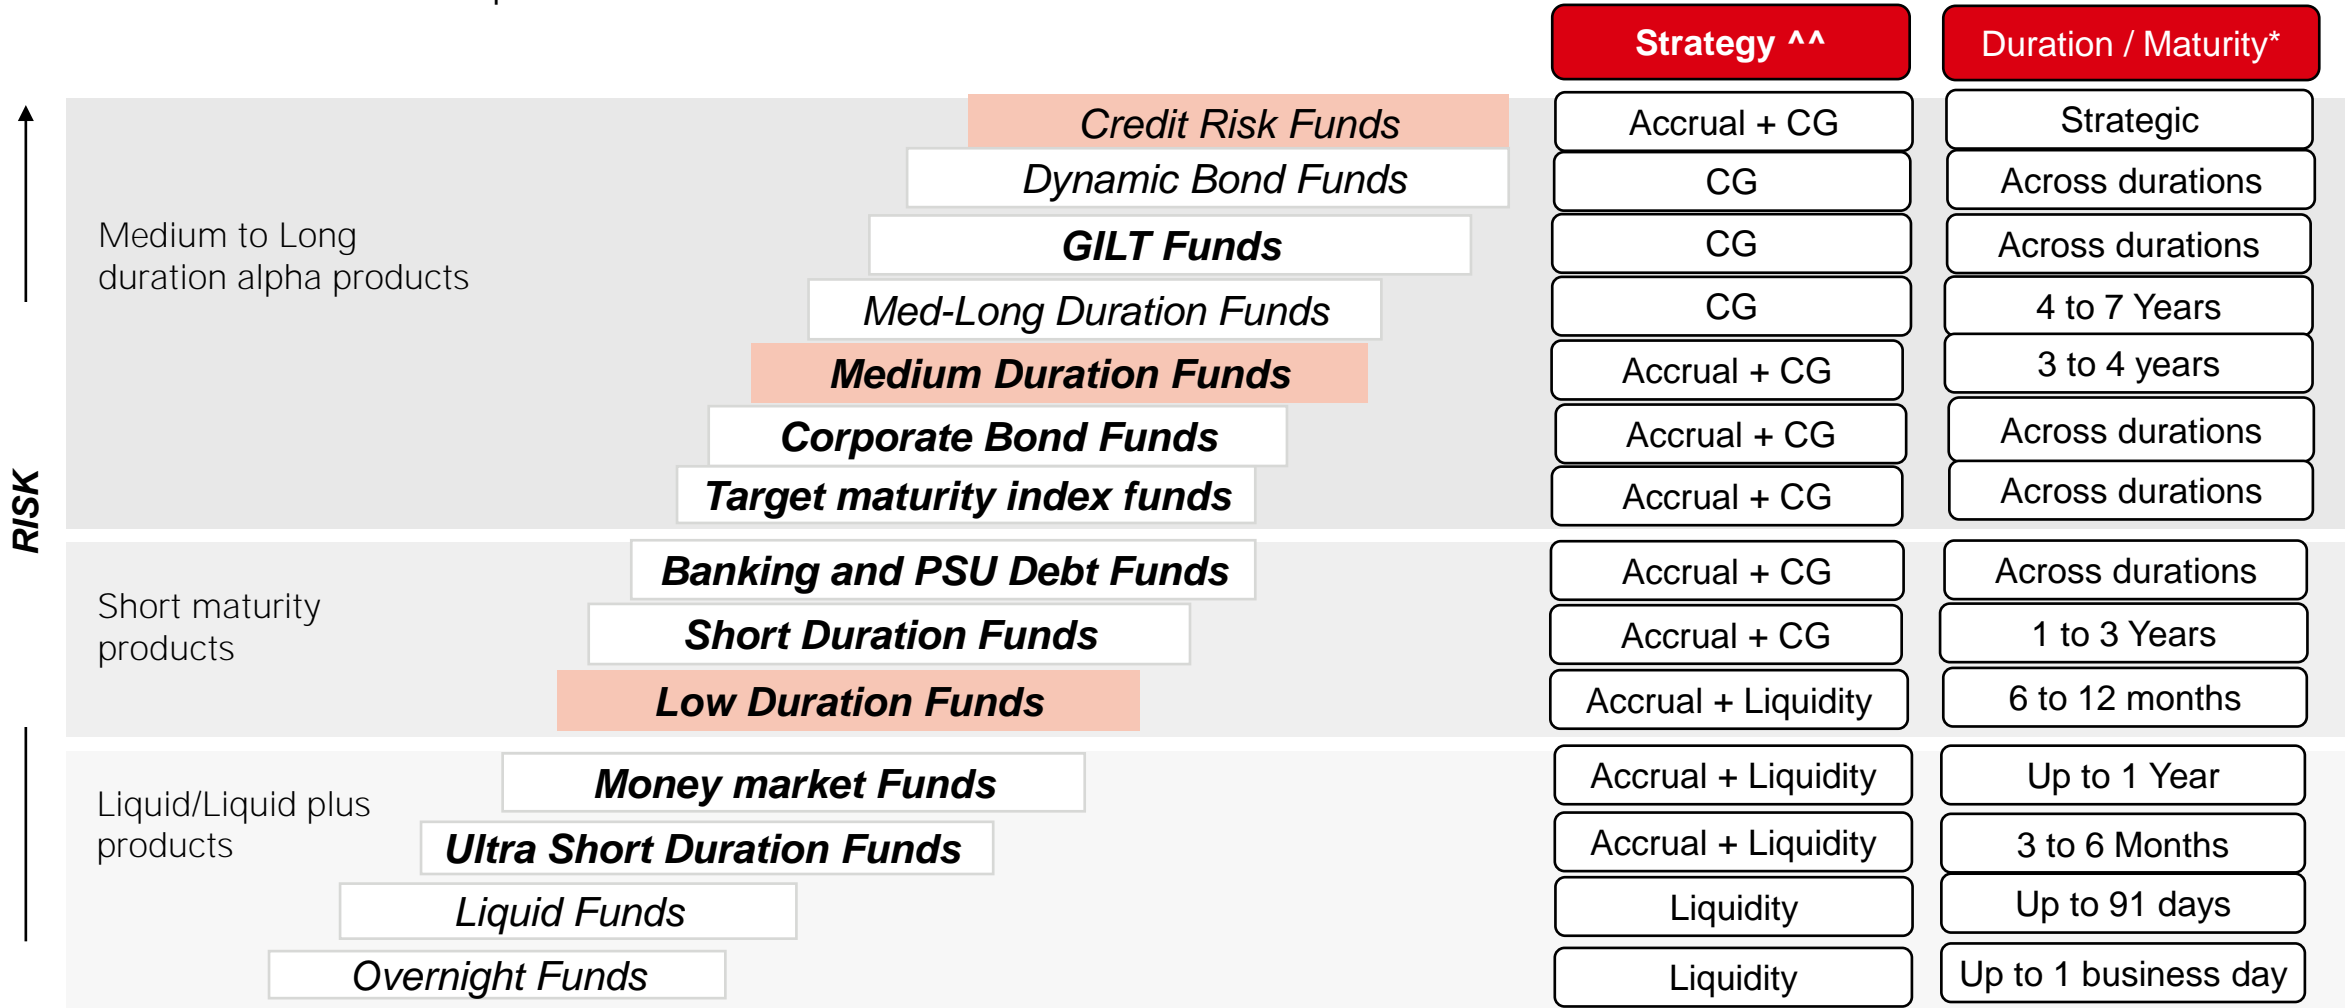 Strategy ^^ Duration / Maturity*
Credit Risk Funds Accrual + CG Strategic
Dynamic Bond Funds CG Across durations
Medium to Long
duration alpha products
GILT Funds CG Across durations
Med-Long Duration Funds CG 4 to 7 Years
Medium Duration Funds Accrual + CG 3 to 4 years
Corporate Bond Funds Accrual + CG Across durations
Target maturity index funds Accrual + CG Across durations
RISK
Banking and PSU Debt Funds Accrual + CG Across durations
Short maturity
products
Short Duration Funds Accrual + CG 1 to 3 Years
Low Duration Funds Accrual + Liquidity 6 to 12 months
Money market Funds Accrual + Liquidity Up to 1 Year
Liquid/Liquid plus
products
Ultra Short Duration Funds Accrual + Liquidity 3 to 6 Months
Liquid Funds Liquidity Up to 91 days
Overnight Funds Liquidity Up to 1 business day